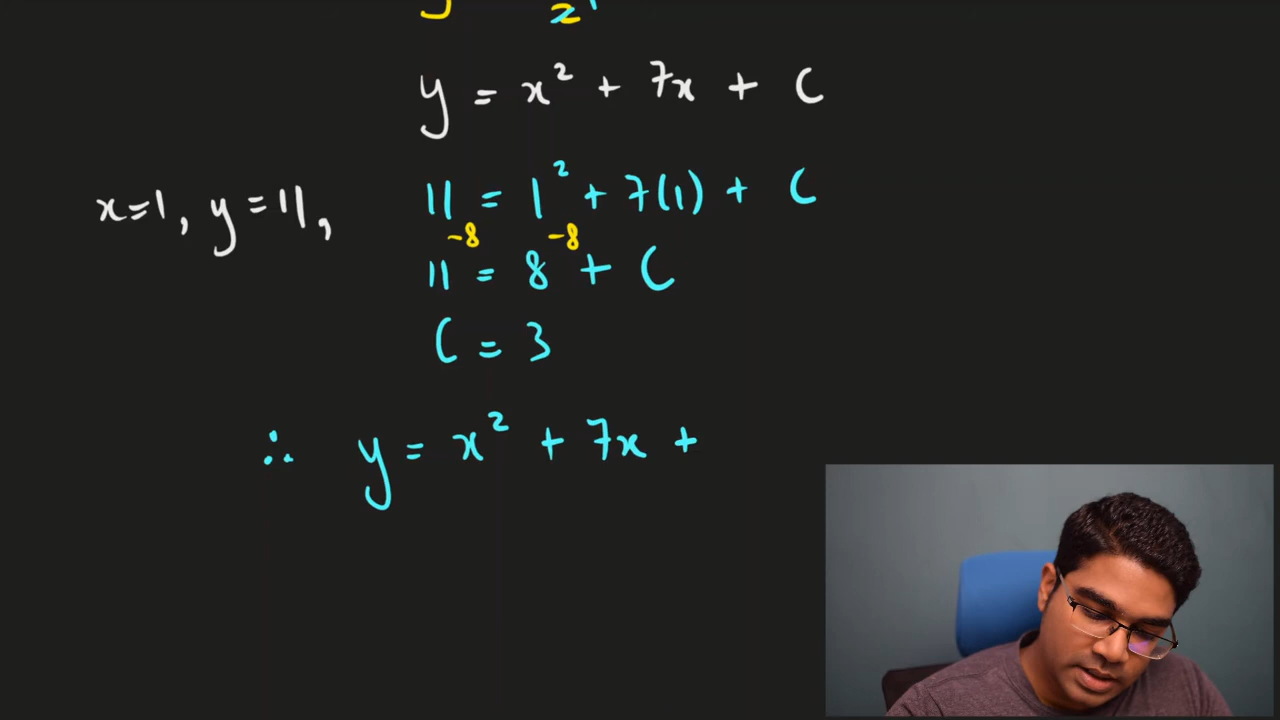 y = x² + 7x + C
x=1, y=11, 11 = 1² + 7(1) + C
-8 -8
11 = 8 + C
C = 3
∴ y = x² + 7x +